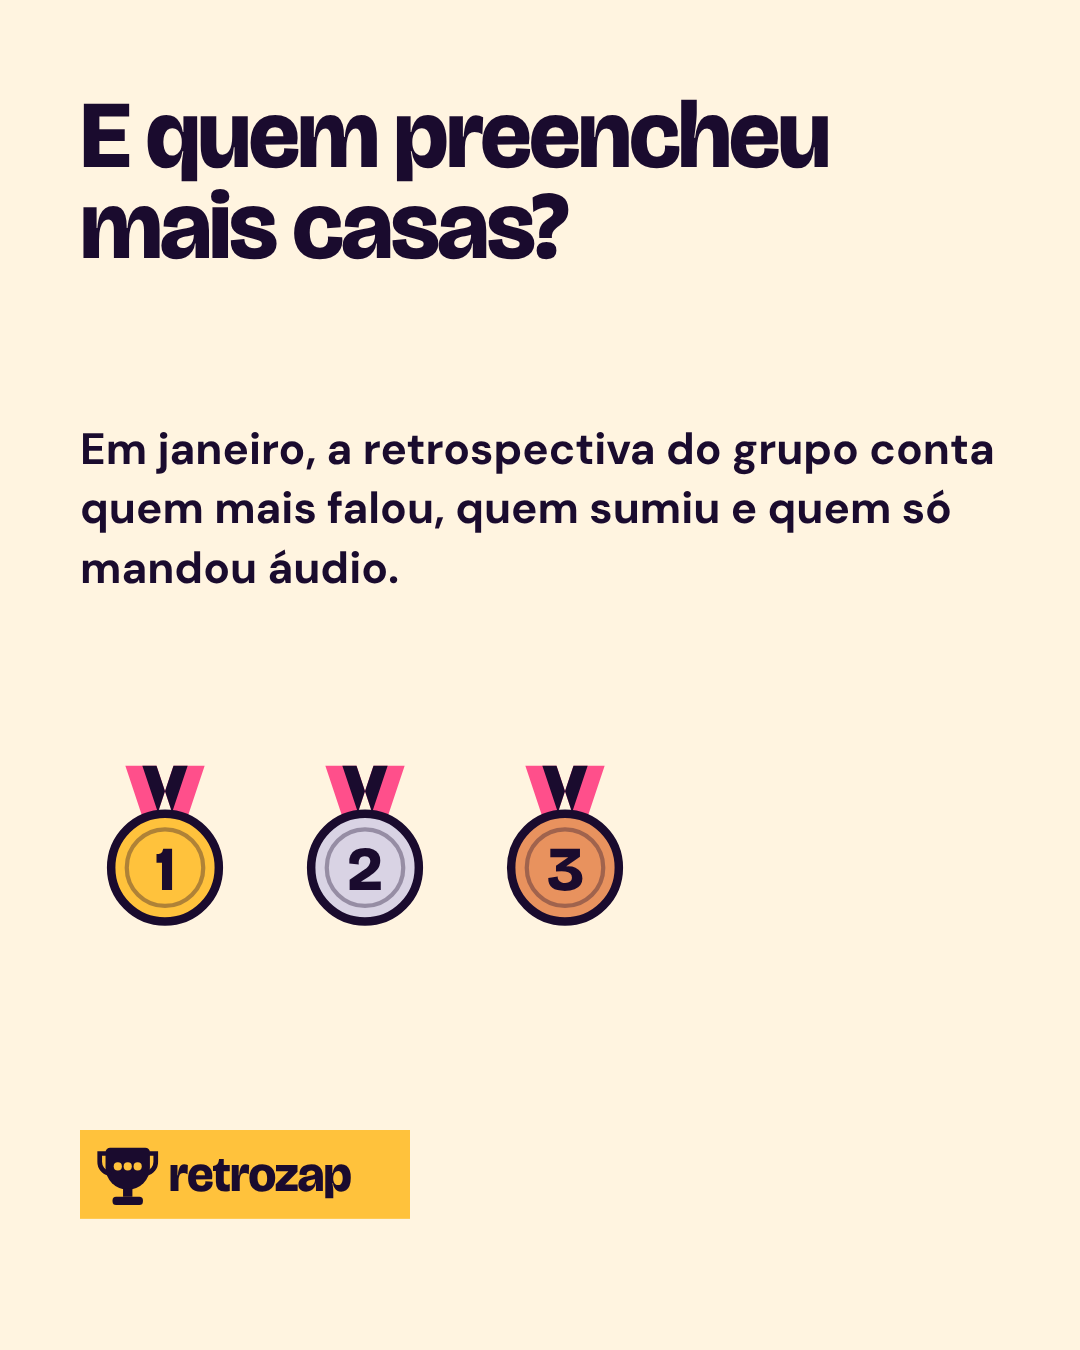 E quem preencheu
mais casas?
Em janeiro, a retrospectiva do grupo conta
quem mais falou, quem sumiu e quem só
mandou áudio.
1 2 3
retrozap